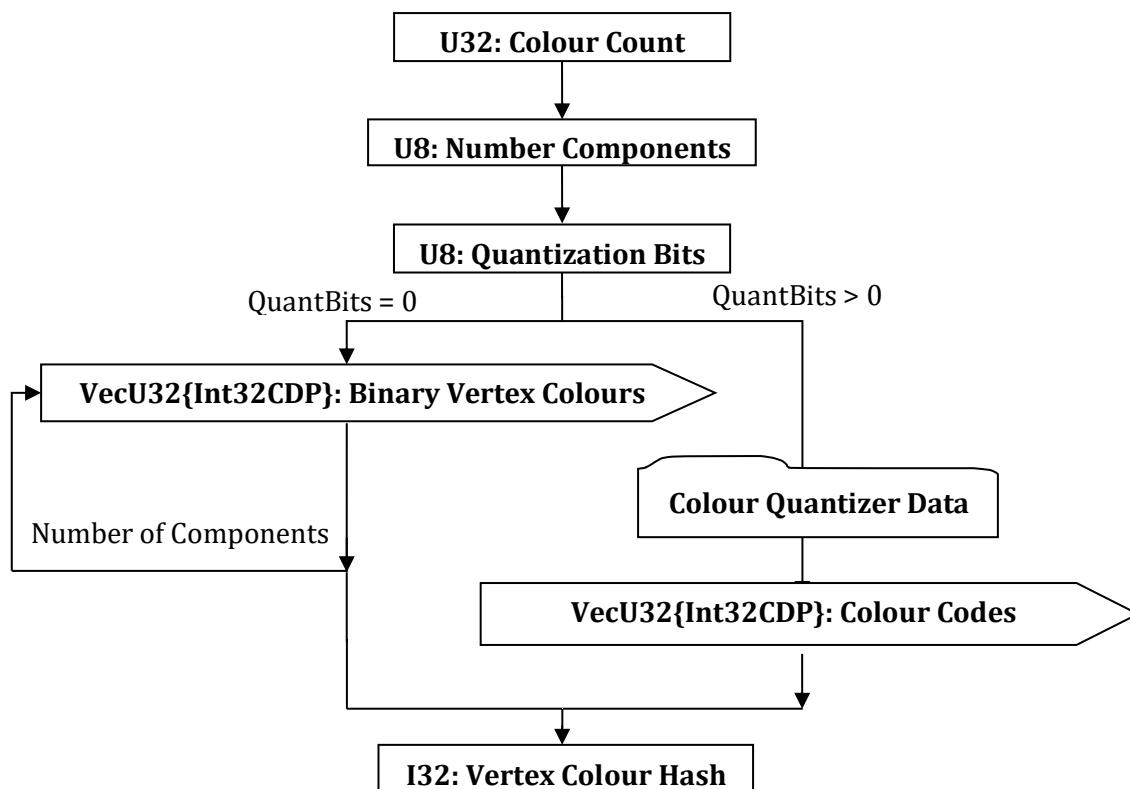 U32: Colour Count
U8: Number Components
U8: Quantization Bits
QuantBits = 0
QuantBits > 0
VecU32{Int32CDP}: Binary Vertex Colours
Colour Quantizer Data
Number of Components
VecU32{Int32CDP}: Colour Codes
I32: Vertex Colour Hash